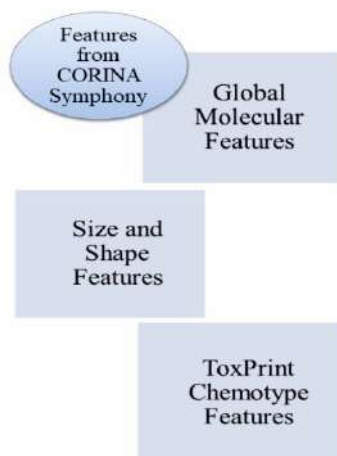 Features
from
CORINA
Symphony
Global
Molecular
Features
Size and
Shape
Features
ToxPrint
Chemotype
Features